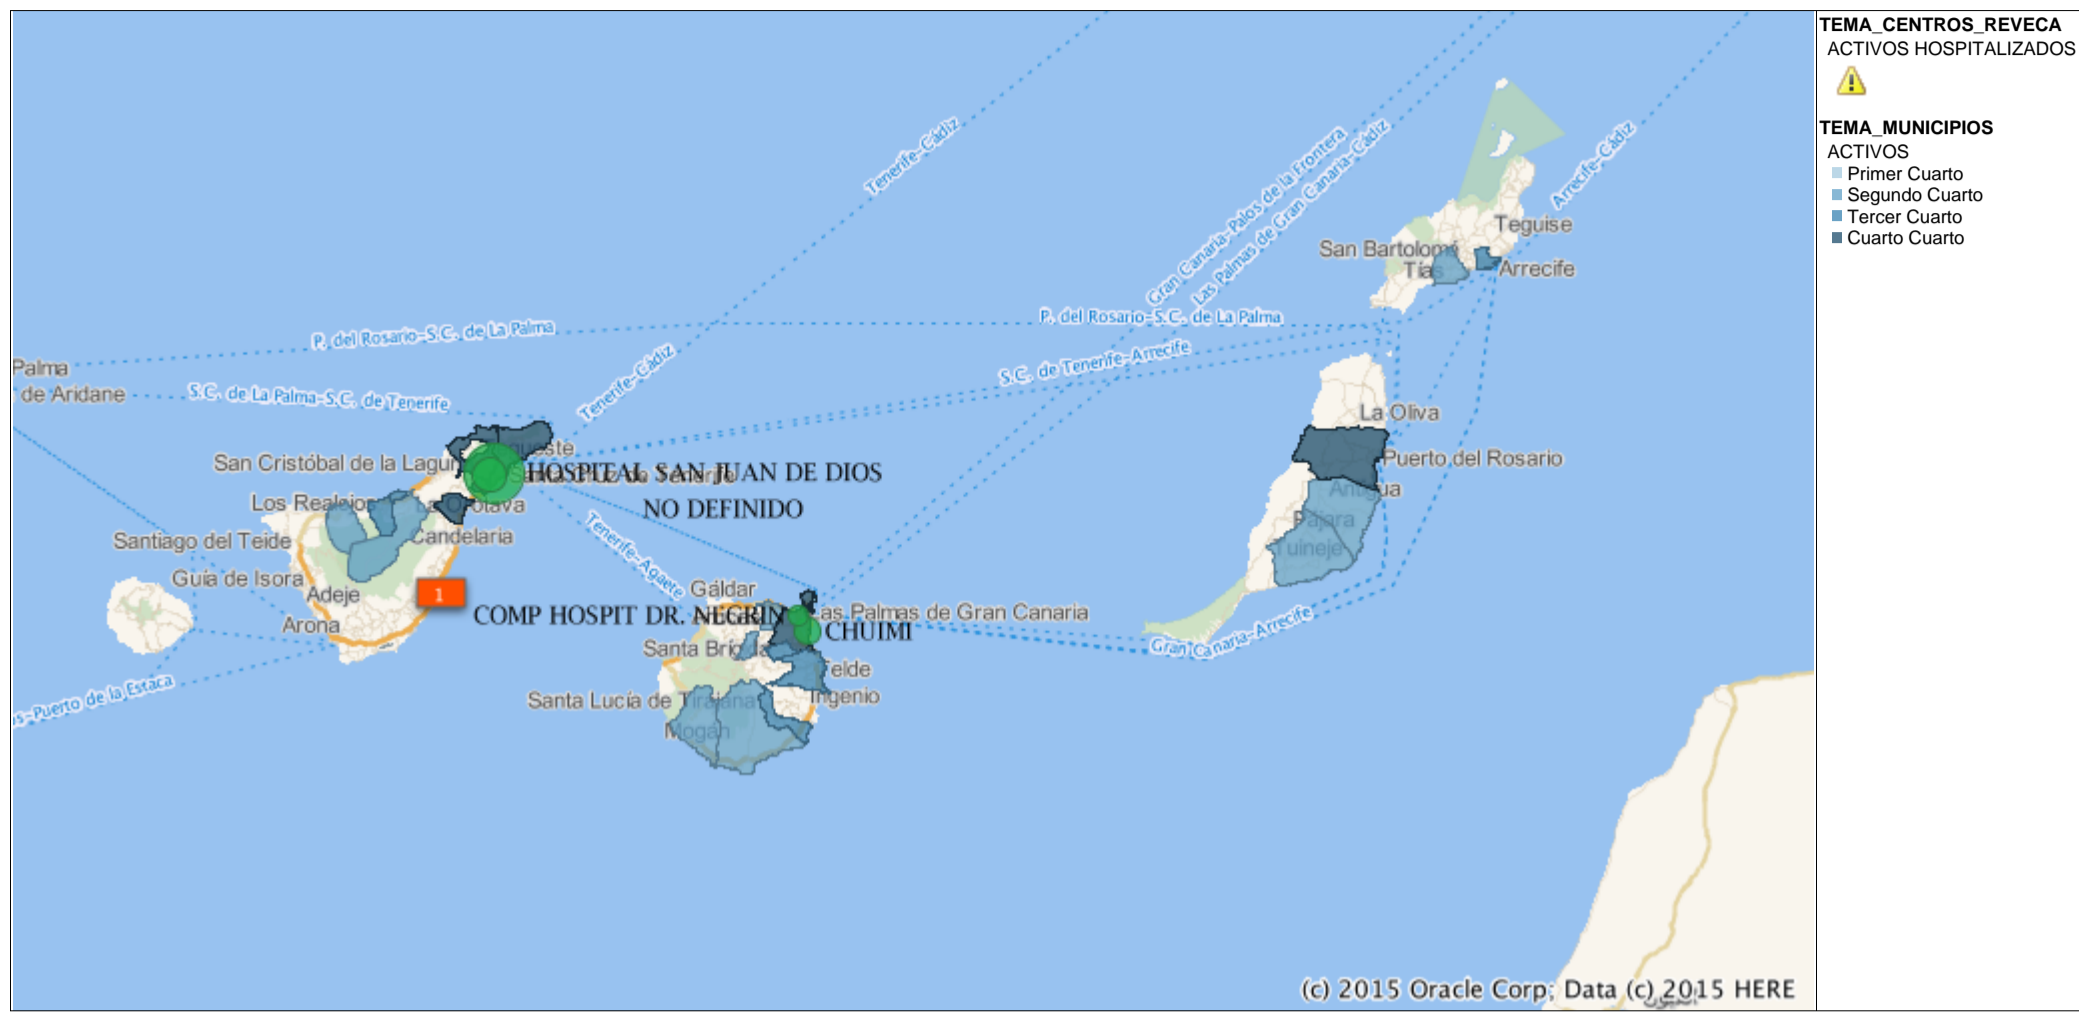 TEMA_CENTROS_REVECA
ACTIVOS HOSPITALIZADOS
TEMA_MUNICIPIOS
ACTIVOS
Primer Cuarto
Segundo Cuarto
Tercer Cuarto
Cuarto Cuarto
Tenerife-Cádiz
Gran Canaria-Palos de la Frontera
Las Palmas de Gran Canaria-Cádiz
Arrecife-Cádiz
Teguise
San Bartolomé
Tías
Arrecife
P. del Rosario-S.C. de La Palma
P. del Rosario-S.C. de La Palma
S.C. de Tenerife-Arrecife
Tenerife-Cádiz
Palma
de Aridane
S.C. de La Palma-S.C. de Tenerife
La Oliva
Puerto del Rosario
Antigua
Pájara
Tuineje
San Cristóbal de la Lagun
HOSPITAL SAN JUAN DE DIOS
NO DEFINIDO
Los Realejos
La Orotava
Candelaria
Santiago del Teide
Guía de Isora
Adeje
Arona
1
Tenerife-Agaete
Gáldar
COMP HOSPIT DR. NEGRIN
as Palmas de Gran Canaria
CHUIMI
Santa Brígida
Telde
Ingenio
Santa Lucía de Tirajana
Mogán
Gran Canaria-Arrecife
s-Puerto de la Estaca
(c) 2015 Oracle Corp; Data (c) 2015 HERE